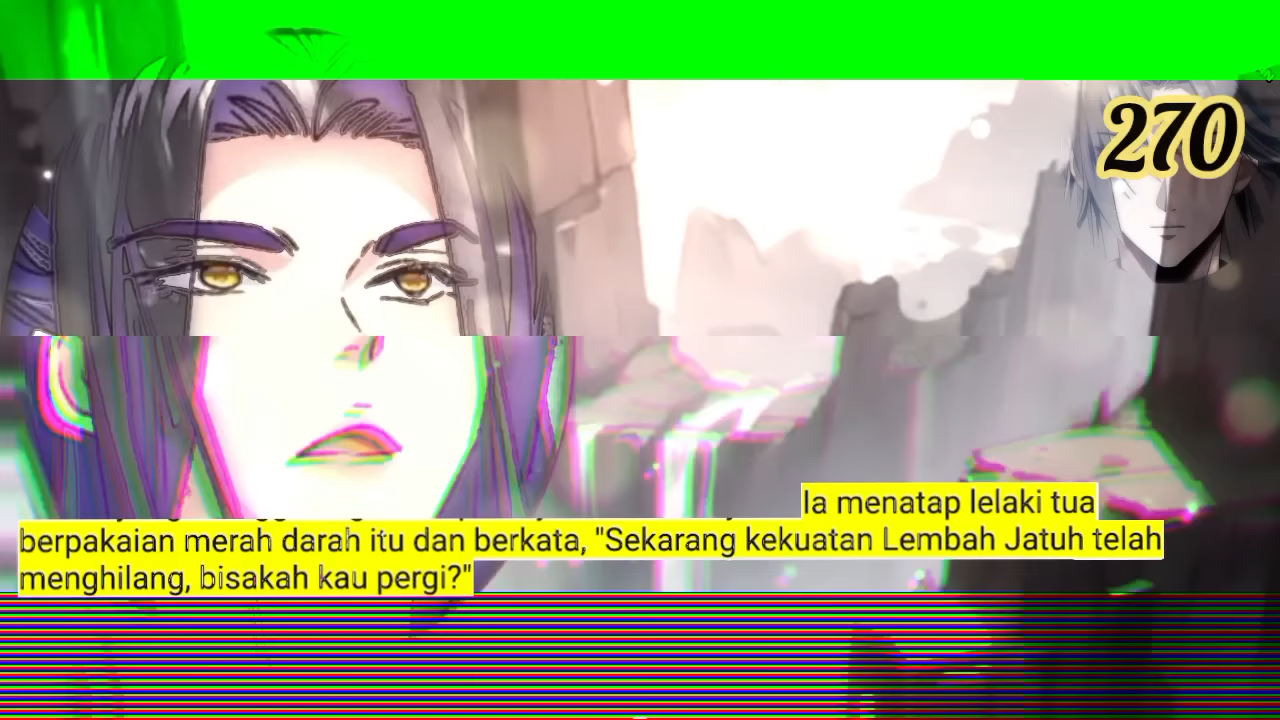 270
Ia menatap lelaki tua
berpakaian merah darah itu dan berkata, "Sekarang kekuatan Lembah Jatuh telah
menghilang, bisakah kau pergi?"